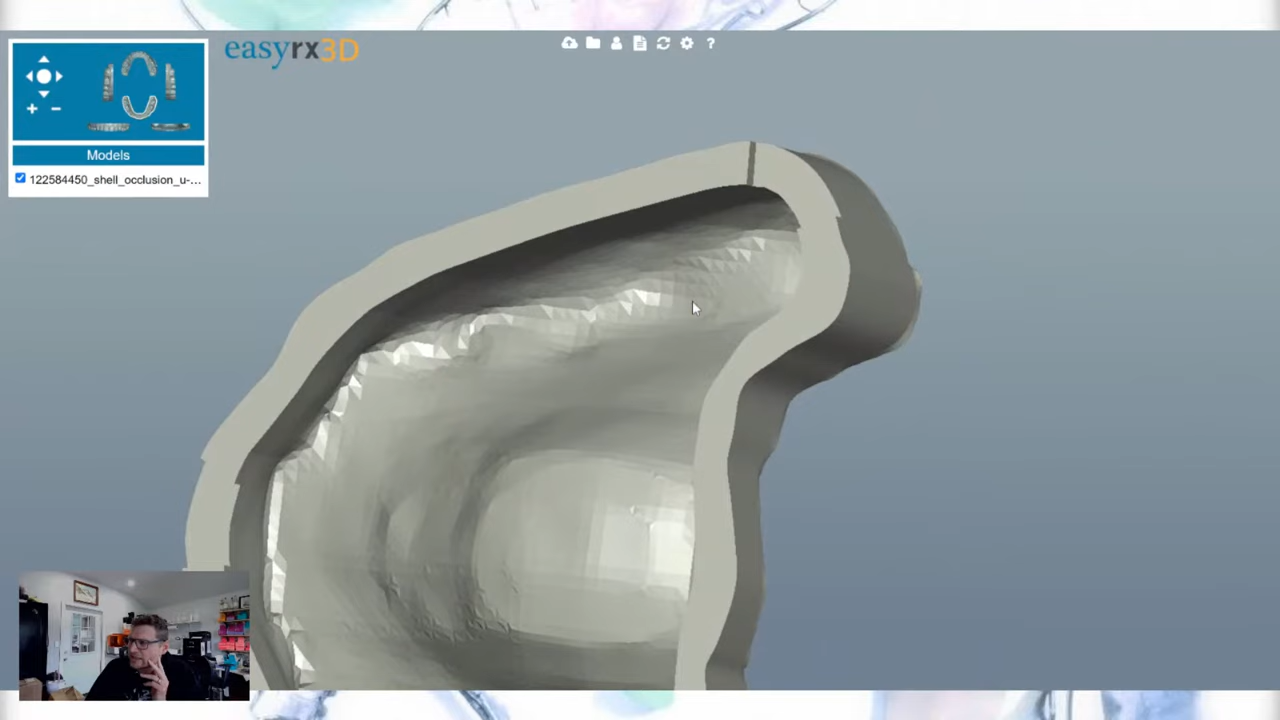 easyrx3D
?
+ -
Models
122584450_shell_occlusion_u-...